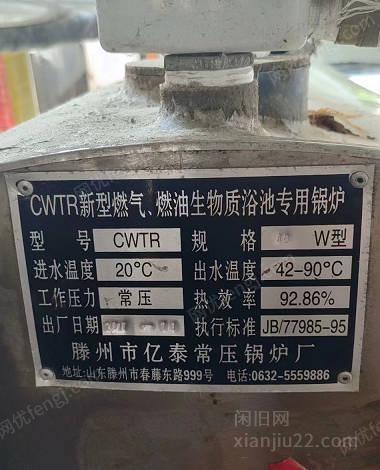 CWTR新型燃气、燃油生物质浴池专用锅炉
型 号 CWTR 规 格 W型
进水温度 20℃ 出水温度 42-90℃
工作压力 常压 热效率 92.86%
出厂日期 执行标准 JB/77985-95
滕州市亿泰常压锅炉厂
地址:山东滕州市春藤东路999号 电话:0632-5559886
闲旧网
xianjiu22.com